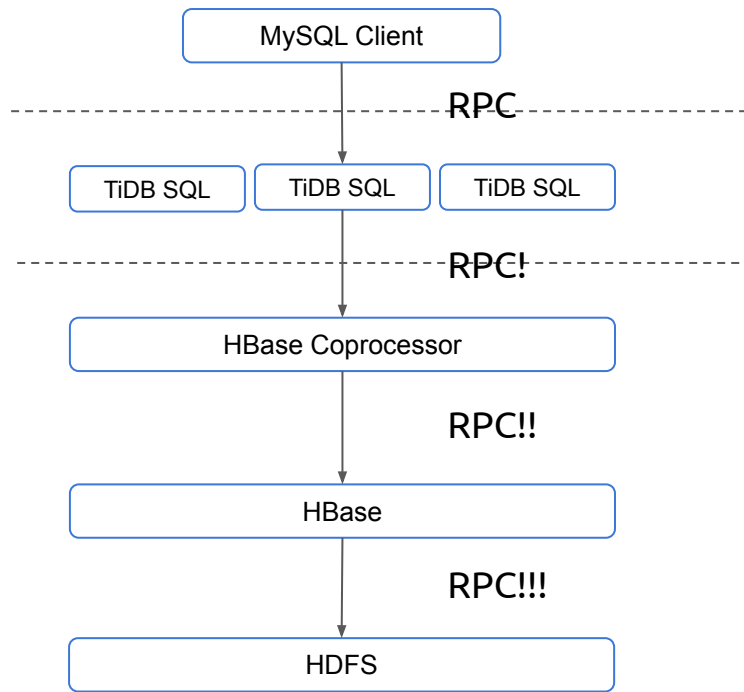 MySQL Client
RPC
TiDB SQL TiDB SQL TiDB SQL
RPC!
HBase Coprocessor
RPC!!
HBase
RPC!!!
HDFS